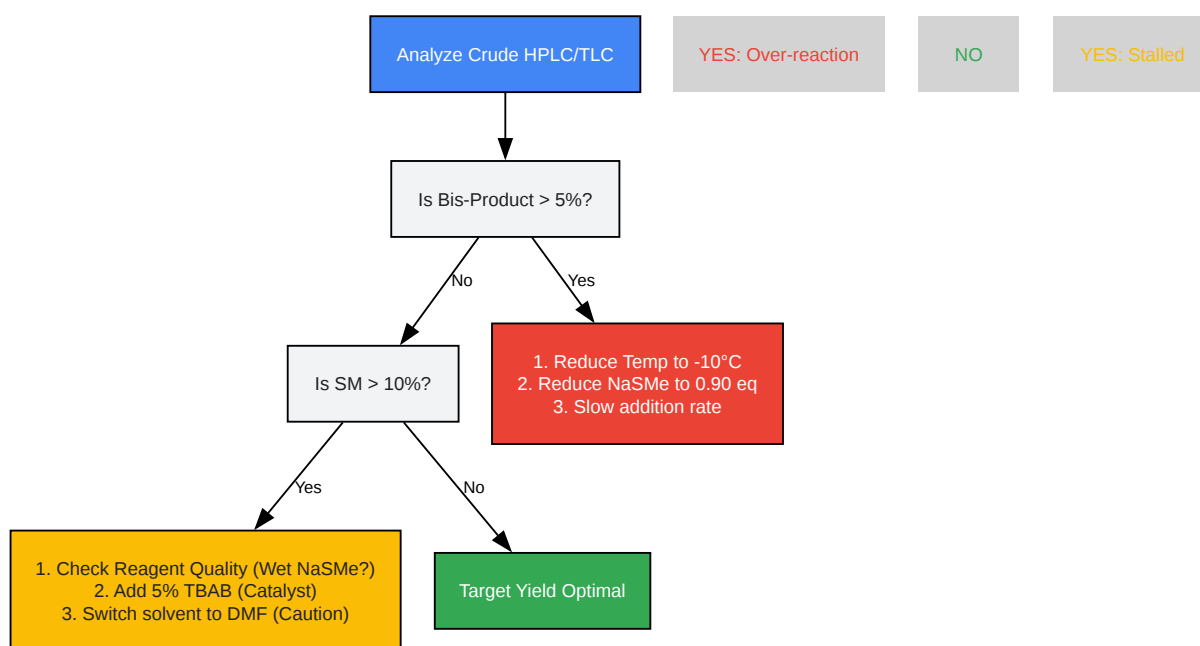 Analyze Crude HPLC/TLC
YES: Over-reaction
NO
YES: Stalled
Is Bis-Product > 5%?
No
Yes
1. Reduce Temp to -10°C
2. Reduce NaSMe to 0.90 eq
3. Slow addition rate
Is SM > 10%?
Yes
No
1. Check Reagent Quality (Wet NaSMe?)
2. Add 5% TBAB (Catalyst)
3. Switch solvent to DMF (Caution)
Target Yield Optimal